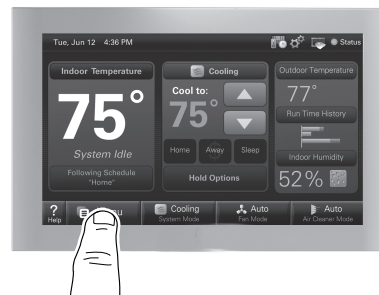 Tue, Jun 12 4:36 PM
Status
Indoor Temperature
75°
System Idle
Following Schedule
"Home"
Cooling
Cool to:
75°
Home Away Sleep
Hold Options
Outdoor Temperature
77°
Run Time History
Indoor Humidity
52%
?
Help
Cooling
System Mode
Auto
Fan Mode
Auto
Air Cleaner Mode